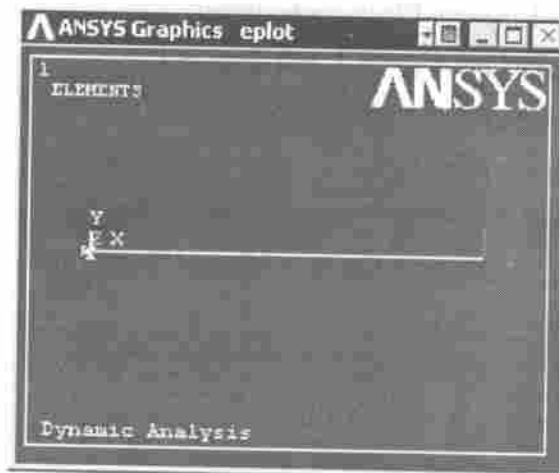 ANSYS Graphics eplot
1
ELEMENTS
ANSYS
Y
X
Dynamic Analysis